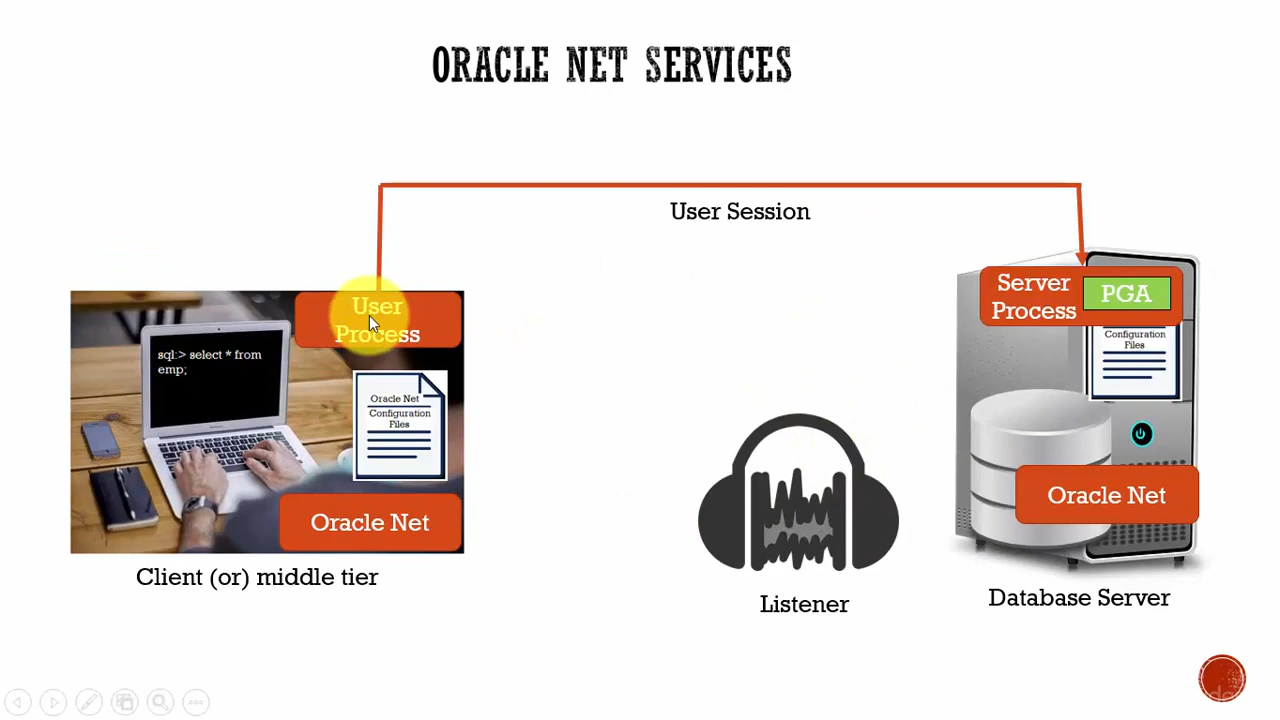 ORACLE NET SERVICES
User Session
User
Process
sql:> select * from
emp;
Oracle Net
Configuration
Files
Oracle Net
Client (or) middle tier
Listener
Server
Process
PGA
Configuration
Files
Oracle Net
Database Server